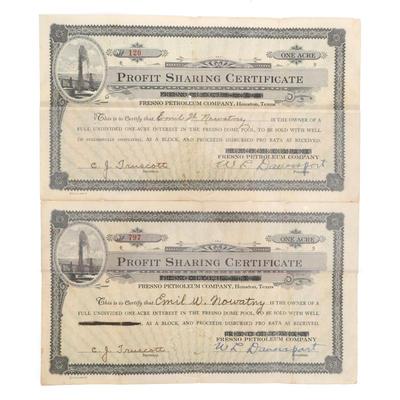 Nº 120
ONE ACRE
PROFIT SHARING CERTIFICATE
FRESNO PETROLEUM COMPANY, Houston, Texas
This is to Certify that Emil W. Nowatny IS THE OWNER OF A
FULL UNDIVIDED ONE-ACRE INTEREST IN THE FRESNO DOME POOL, TO BE SOLD WITH WELL,
AS A BLOCK, AND PROCEEDS DISBURSED PRO RATA AS RECEIVED.
FRESNO PETROLEUM COMPANY
C. J. Truscott
W L Davenport
Nº 797
ONE ACRE
PROFIT SHARING CERTIFICATE
FRESNO PETROLEUM COMPANY, Houston, Texas
This is to Certify that Emil W. Nowatny IS THE OWNER OF A
FULL UNDIVIDED ONE-ACRE INTEREST IN THE FRESNO DOME POOL, TO BE SOLD WITH WELL,
AS A BLOCK, AND PROCEEDS DISBURSED PRO RATA AS RECEIVED.
FRESNO PETROLEUM COMPANY
C. J. Truscott
W L Davenport